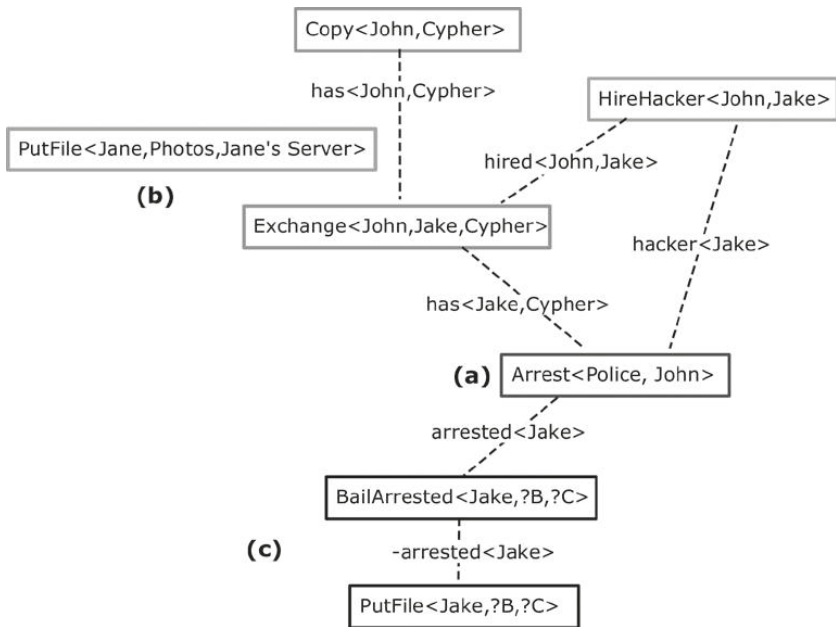 Copy<John,Cypher>
has<John,Cypher>
HireHacker<John,Jake>
PutFile<Jane,Photos,Jane's Server>
hired<John,Jake>
(b)
Exchange<John,Jake,Cypher>
hacker<Jake>
has<Jake,Cypher>
(a)
Arrest<Police, John>
arrested<Jake>
BailArrested<Jake,?B,?C>
(c)
-arrested<Jake>
PutFile<Jake,?B,?C>